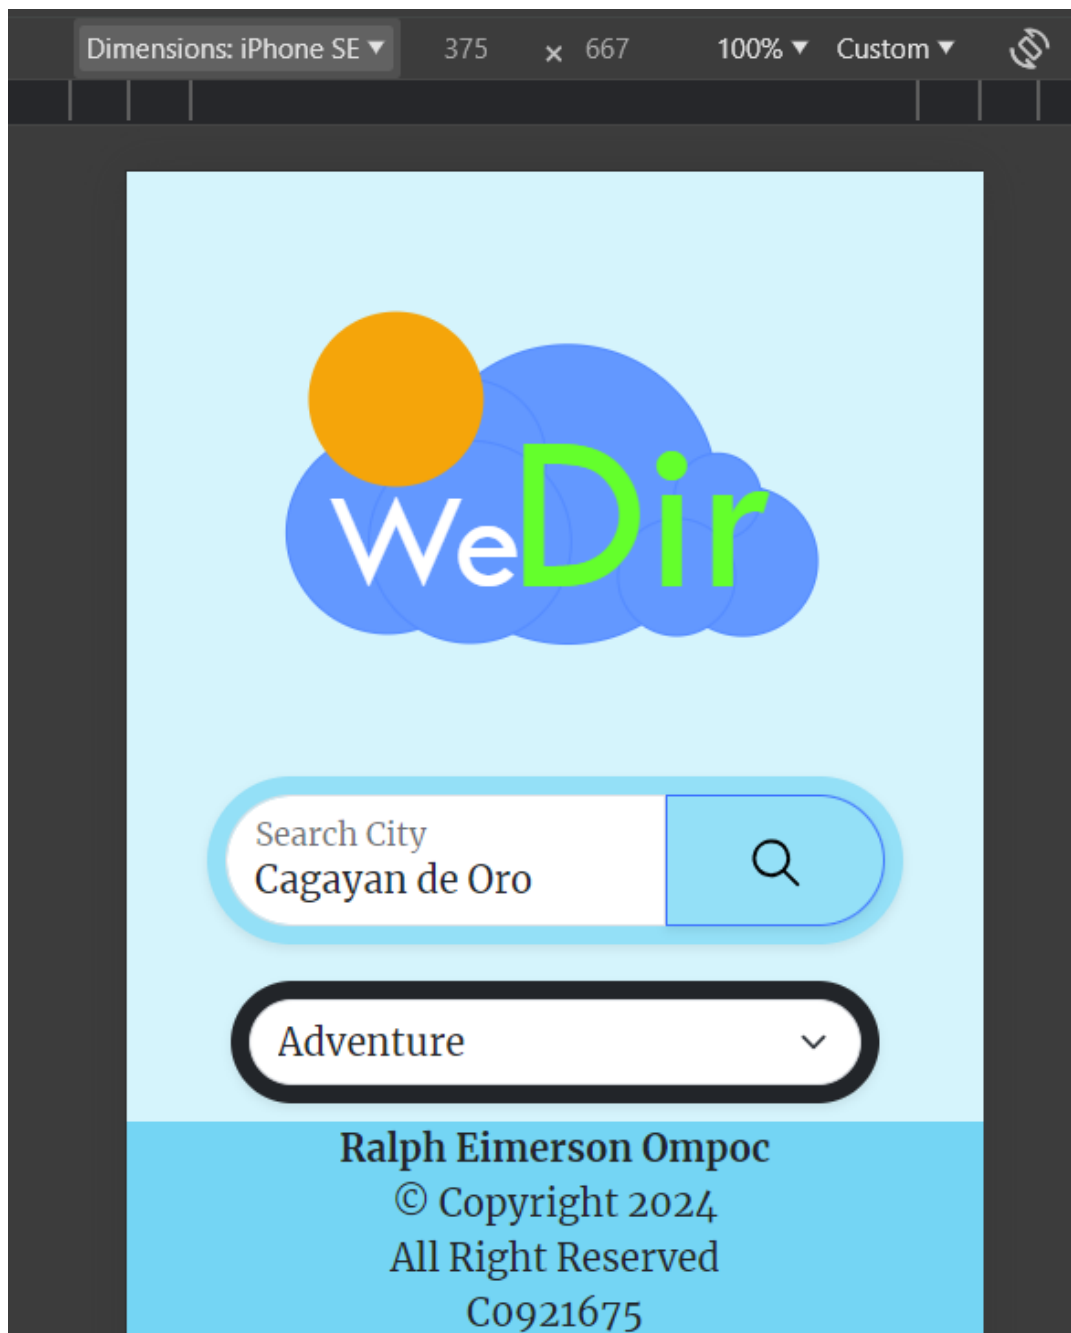 Dimensions: iPhone SE ▼ 375 × 667 100% ▼ Custom ▼
WeDir
Search City
Cagayan de Oro
Adventure
Ralph Eimerson Ompoc
© Copyright 2024
All Right Reserved
C0921675